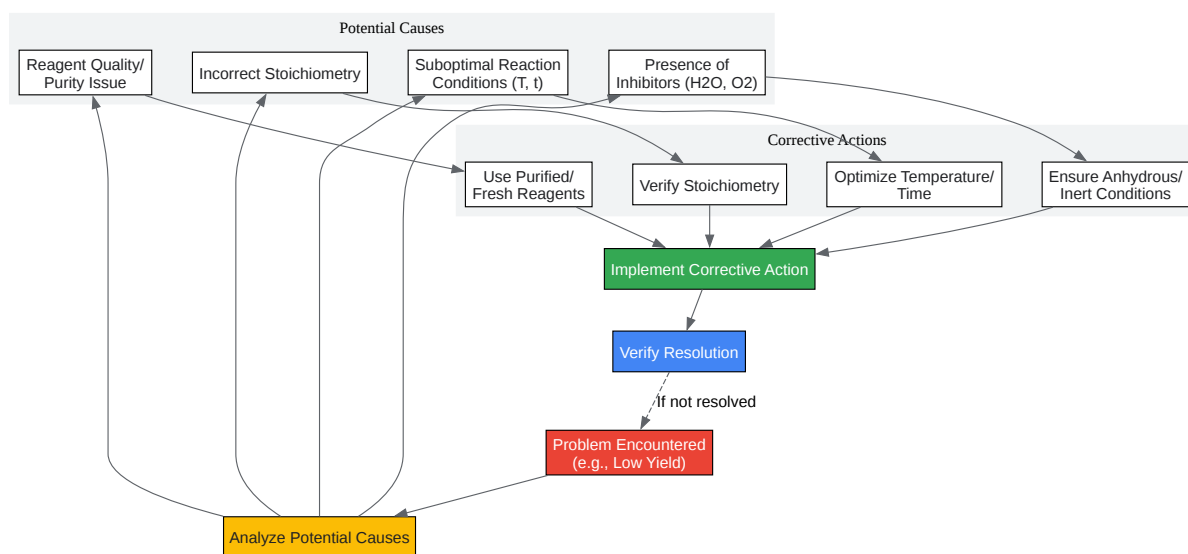 Potential Causes
Reagent Quality/
Purity Issue
Incorrect Stoichiometry
Suboptimal Reaction
Conditions (T, t)
Presence of
Inhibitors (H2O, O2)
Corrective Actions
Use Purified/
Fresh Reagents
Verify Stoichiometry
Optimize Temperature/
Time
Ensure Anhydrous/
Inert Conditions
Implement Corrective Action
Verify Resolution
If not resolved
Problem Encountered
(e.g., Low Yield)
Analyze Potential Causes